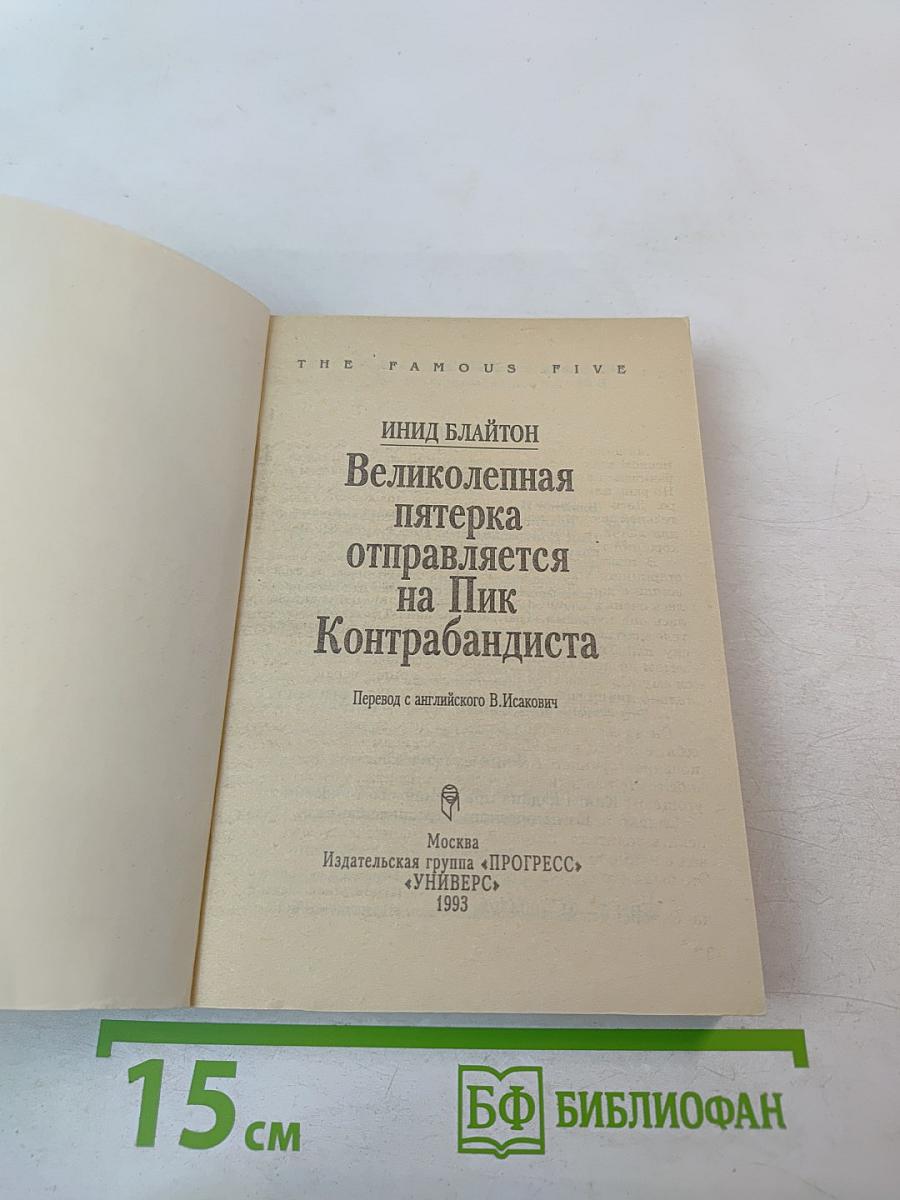 THE FAMOUS FIVE
ИНИД БЛАЙТОН
Великолепная
пятерка
отправляется
на Пик
Контрабандиста
Перевод с английского В.Исакович
Москва
Издательская группа «ПРОГРЕСС»
«УНИВЕРС»
1993
15 см
БФ БИБЛИОФАН